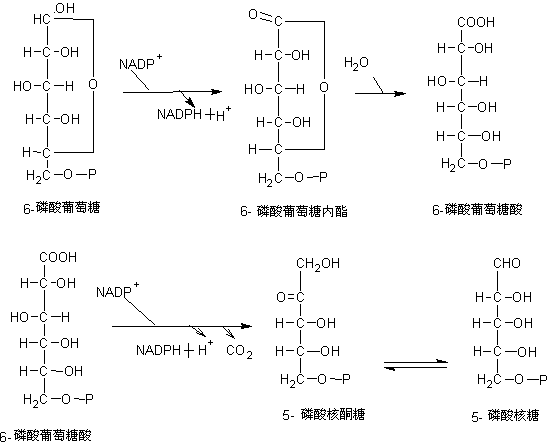 OH
HC
H—C—OH
HO—C—H
O
H—C—OH
H—C
H₂C—O—P
6-磷酸葡萄糖
NADP⁺
NADPH+H⁺
O=C
H—C—OH
HO—C—H
O
H—C—OH
H—C
H₂C—O—P
6-磷酸葡萄糖内酯
H₂O
COOH
H—C—OH
HO—C—H
H—C—OH
H—C—OH
H₂C—O—P
6-磷酸葡萄糖酸
COOH
H—C—OH
HO—C—H
H—C—OH
H—C—OH
H₂C—O—P
6-磷酸葡萄糖酸
NADP⁺
NADPH+H⁺
CO₂
CH₂OH
O=C
H—C—OH
H—C—OH
H₂C—O—P
5-磷酸核酮糖
CHO
H—C—OH
H—C—OH
H—C—OH
H₂C—O—P
5-磷酸核糖